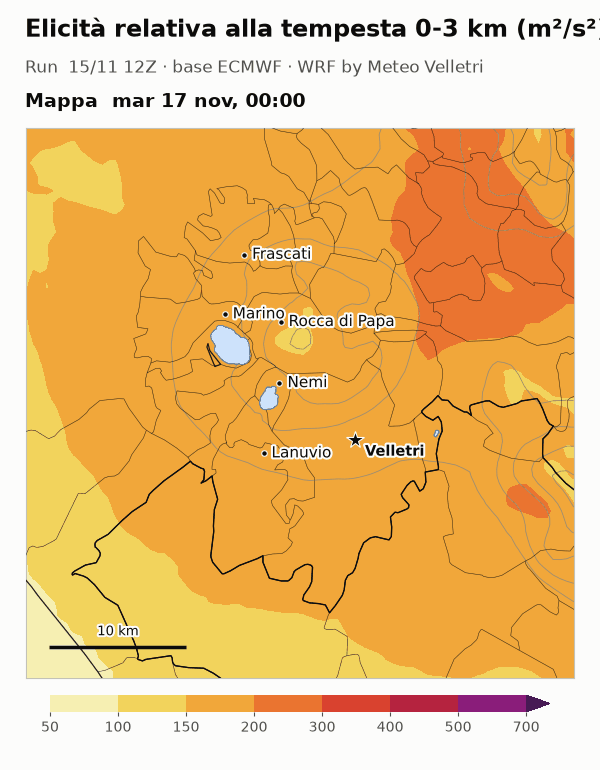 Elicità relativa alla tempesta 0-3 km (m²/s²)
Run 15/11 12Z · base ECMWF · WRF by Meteo Velletri
Mappa mar 17 nov, 00:00
Frascati
Marino
Rocca di Papa
Nemi
Velletri
Lanuvio
10 km
50 100 150 200 300 400 500 700